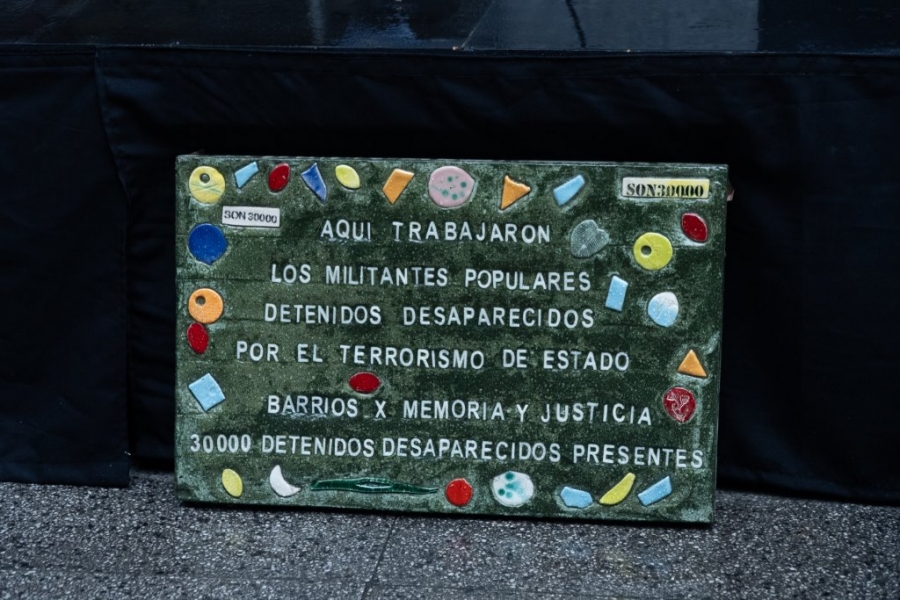 SON30000
SON 30000
AQUI TRABAJARON
LOS MILITANTES POPULARES
DETENIDOS DESAPARECIDOS
POR EL TERRORISMO DE ESTADO
BARRIOS X MEMORIA Y JUSTICIA
30000 DETENIDOS DESAPARECIDOS PRESENTES